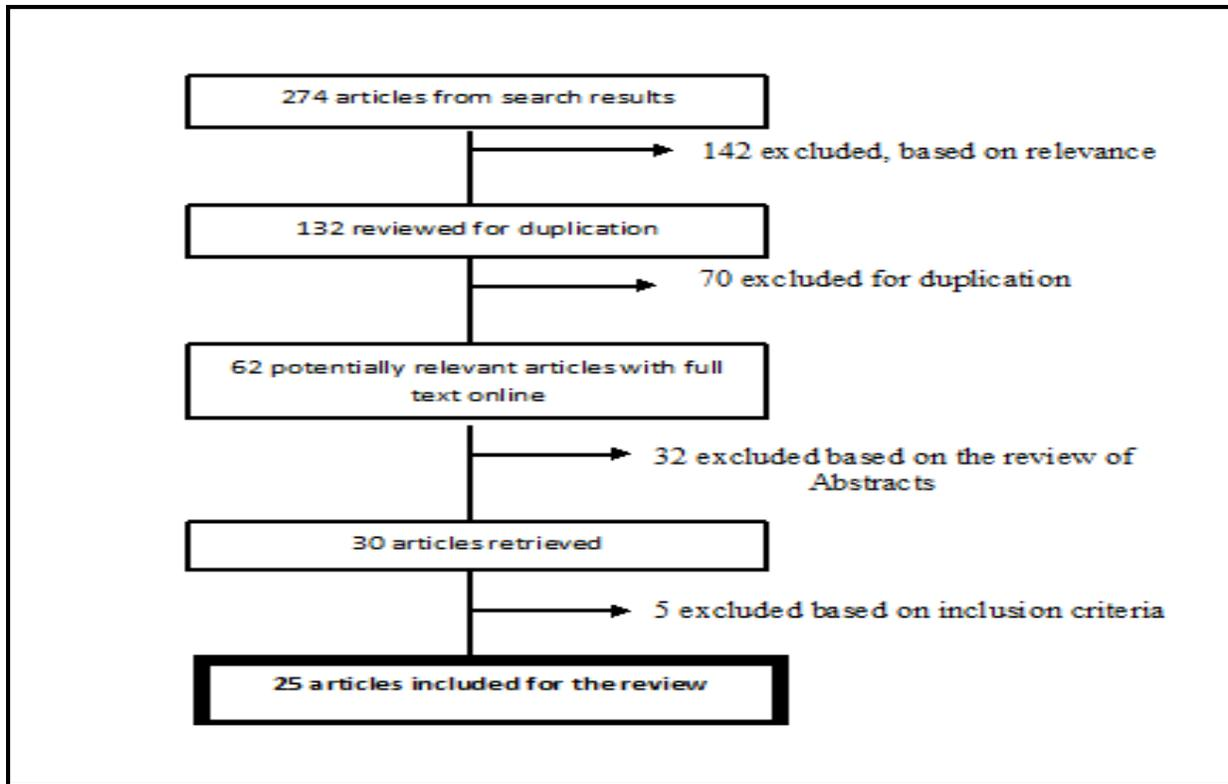 274 articles from search results
142 excluded, based on relevance
132 reviewed for duplication
70 excluded for duplication
62 potentially relevant articles with full
text online
32 excluded based on the review of
Abstracts
30 articles retrieved
5 excluded based on inclusion criteria
25 articles included for the review